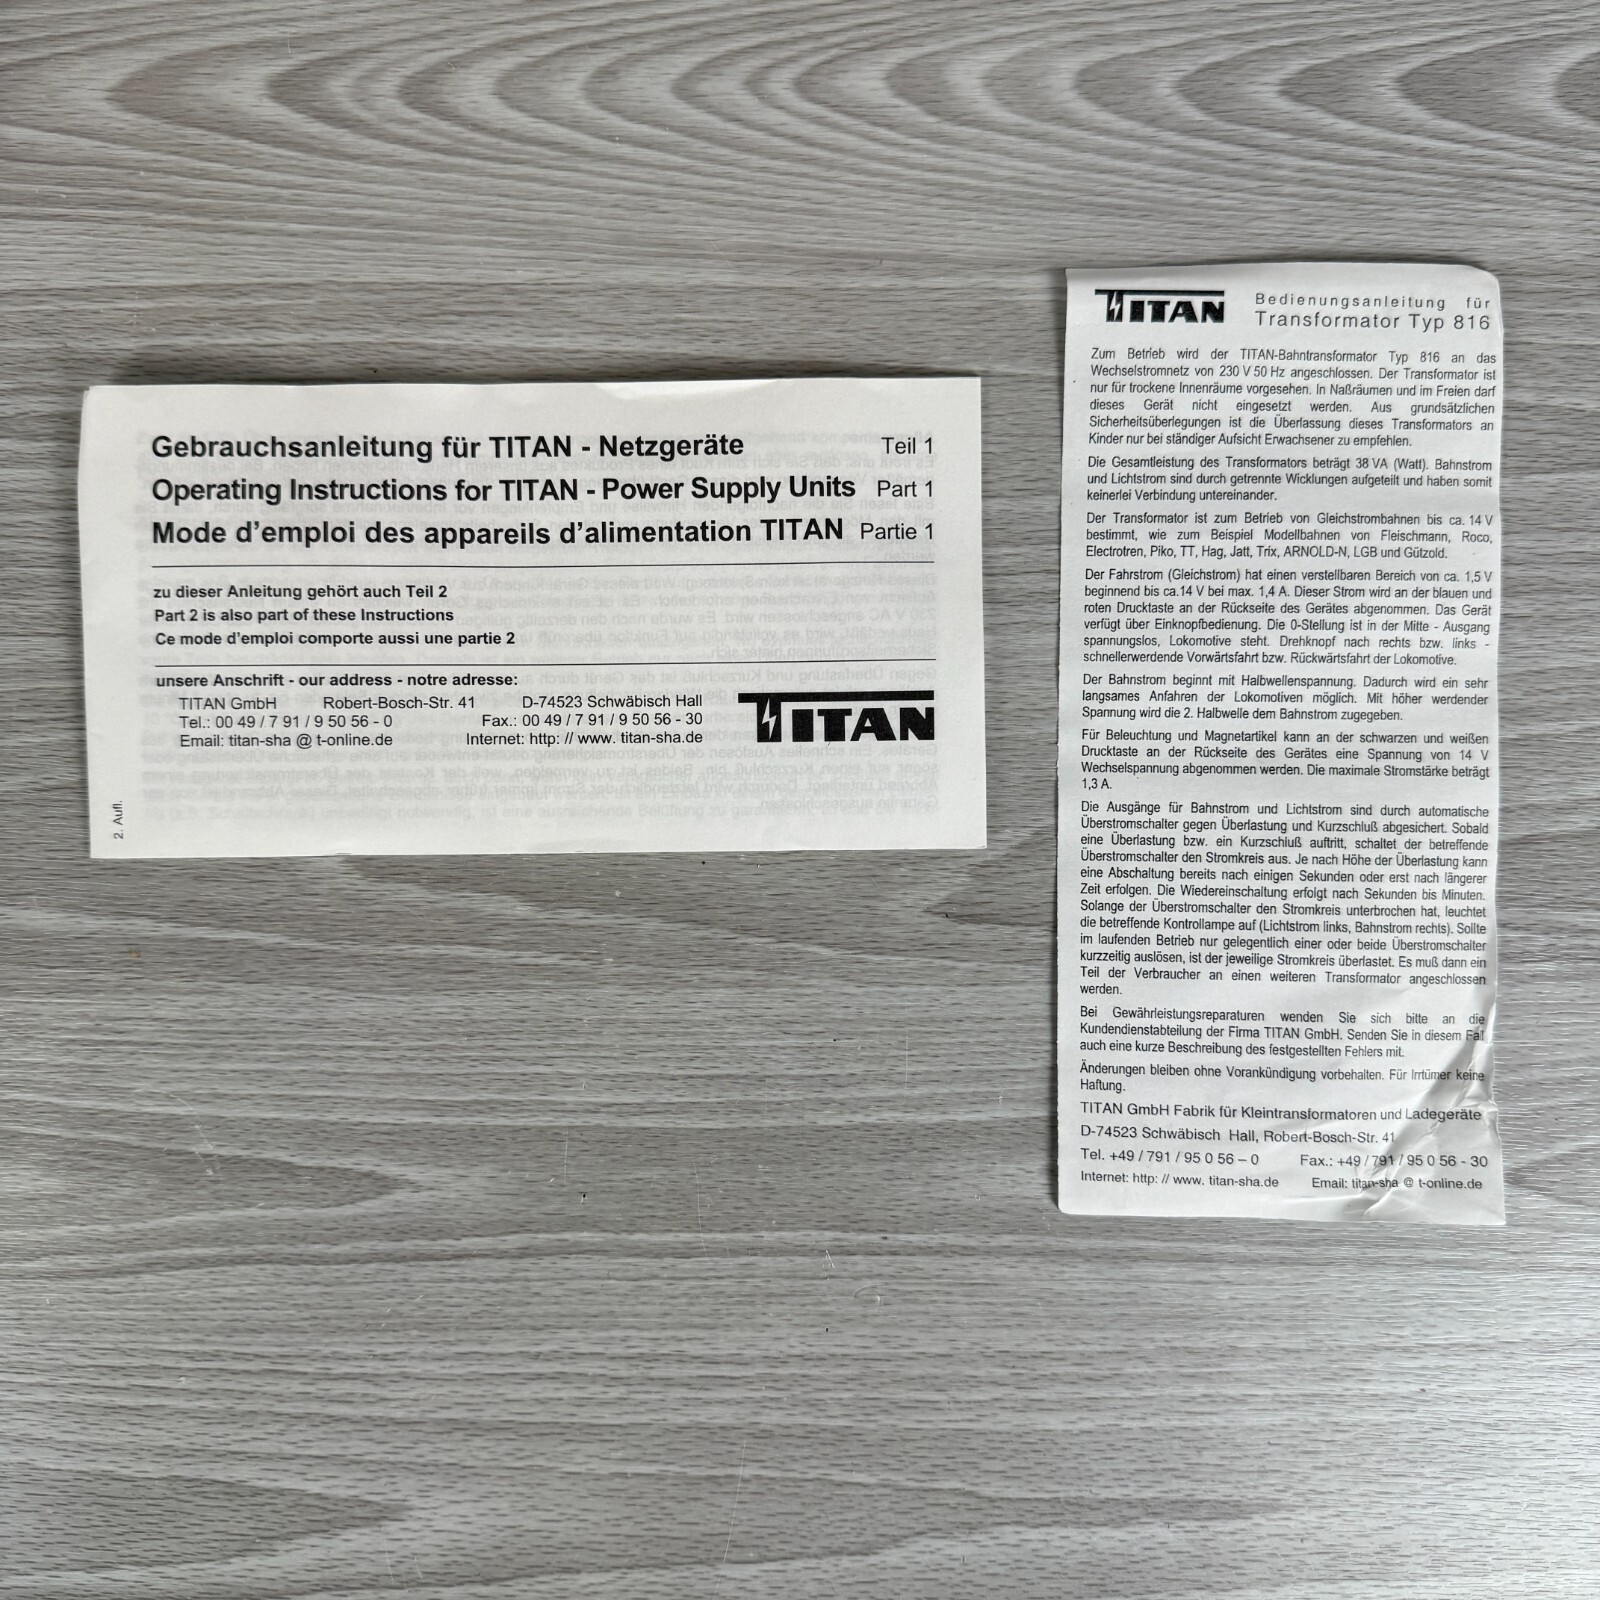 Gebrauchsanleitung für TITAN - Netzgeräte Teil 1
Operating Instructions for TITAN - Power Supply Units Part 1
Mode d'emploi des appareils d'alimentation TITAN Partie 1
zu dieser Anleitung gehört auch Teil 2
Part 2 is also part of these Instructions
Ce mode d'emploi comporte aussi une partie 2
unsere Anschrift - our address - notre adresse:
TITAN GmbH Robert-Bosch-Str. 41 D-74523 Schwäbisch Hall
Tel.: 00 49 / 7 91 / 9 50 56 - 0 Fax.: 00 49 / 7 91 / 9 50 56 - 30
Email: titan-sha @ t-online.de Internet: http: // www. titan-sha.de
TITAN
2. Aufl.
TITAN
Bedienungsanleitung für
Transformator Typ 816
Zum Betrieb wird der TITAN-Bahntransformator Typ 816 an das
Wechselstromnetz von 230 V 50 Hz angeschlossen. Der Transformator ist
nur für trockene Innenräume vorgesehen. In Naßräumen und im Freien darf
dieses Gerät nicht eingesetzt werden. Aus grundsätzlichen
Sicherheitsüberlegungen ist die Überlassung dieses Transformators an
Kinder nur bei ständiger Aufsicht Erwachsener zu empfehlen.
Die Gesamtleistung des Transformators beträgt 38 VA (Watt). Bahnstrom
und Lichtstrom sind durch getrennte Wicklungen aufgeteilt und haben somit
keinerlei Verbindung untereinander.
Der Transformator ist zum Betrieb von Gleichstrombahnen bis ca. 14 V
bestimmt, wie zum Beispiel Modellbahnen von Fleischmann, Roco,
Electrotren, Piko, TT, Hag, Jatt, Trix, ARNOLD-N, LGB und Gützold.
Der Fahrstrom (Gleichstrom) hat einen verstellbaren Bereich von ca. 1,5 V
beginnend bis ca.14 V bei max. 1,4 A. Dieser Strom wird an der blauen und
roten Drucktaste an der Rückseite des Gerätes abgenommen. Das Gerät
verfügt über Einknopfbedienung. Die 0-Stellung ist in der Mitte - Ausgang
spannungslos, Lokomotive steht. Drehknopf nach rechts bzw. links -
schnellerwerdende Vorwärtsfahrt bzw. Rückwärtsfahrt der Lokomotive.
Der Bahnstrom beginnt mit Halbwellenspannung. Dadurch wird ein sehr
langsames Anfahren der Lokomotiven möglich. Mit höher werdender
Spannung wird die 2. Halbwelle dem Bahnstrom zugegeben.
Für Beleuchtung und Magnetartikel kann an der schwarzen und weißen
Drucktaste an der Rückseite des Gerätes eine Spannung von 14 V
Wechselspannung abgenommen werden. Die maximale Stromstärke beträgt
1,3 A.
Die Ausgänge für Bahnstrom und Lichtstrom sind durch automatische
Überstromschalter gegen Überlastung und Kurzschluß abgesichert. Sobald
eine Überlastung bzw. ein Kurzschluß auftritt, schaltet der betreffende
Überstromschalter den Stromkreis aus. Je nach Höhe der Überlastung kann
eine Abschaltung bereits nach einigen Sekunden oder erst nach längerer
Zeit erfolgen. Die Wiedereinschaltung erfolgt nach Sekunden bis Minuten.
Solange der Überstromschalter den Stromkreis unterbrochen hat, leuchtet
die betreffende Kontrollampe auf (Lichtstrom links, Bahnstrom rechts). Sollte
im laufenden Betrieb nur gelegentlich einer oder beide Überstromschalter
kurzzeitig auslösen, ist der jeweilige Stromkreis überlastet. Es muß dann ein
Teil der Verbraucher an einen weiteren Transformator angeschlossen
werden.
Bei Gewährleistungsreparaturen wenden Sie sich bitte an die
Kundendienstabteilung der Firma TITAN GmbH. Senden Sie in diesem Fall
auch eine kurze Beschreibung des festgestellten Fehlers mit.
Änderungen bleiben ohne Vorankündigung vorbehalten. Für Irrtümer keine
Haftung.
TITAN GmbH Fabrik für Kleintransformatoren und Ladegeräte
D-74523 Schwäbisch Hall, Robert-Bosch-Str. 41
Tel. +49 / 791 / 95 0 56 – 0 Fax.: +49 / 791 / 95 0 56 - 30
Internet: http: // www. titan-sha.de Email: titan-sha @ t-online.de